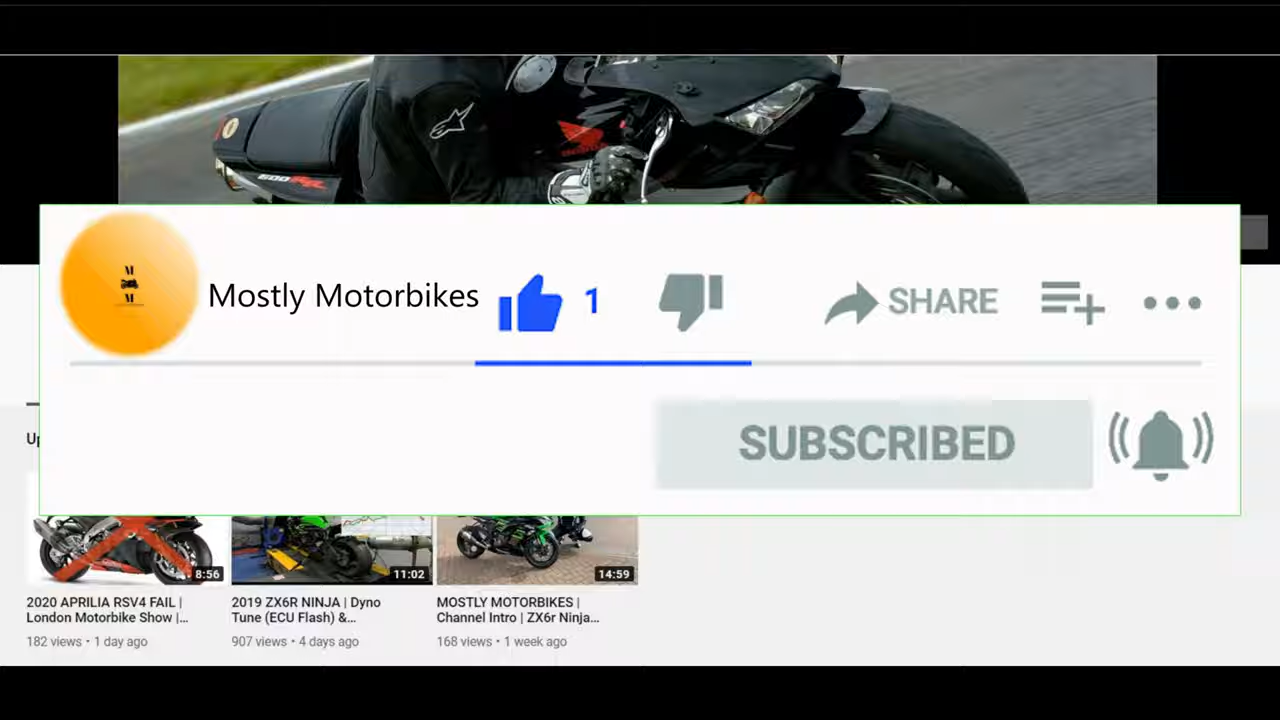 600RR
HONDA
M
M
Mostly Motorbikes
1
SHARE
SUBSCRIBED
Up
8:56
11:02
14:59
2020 APRILIA RSV4 FAIL |
London Motorbike Show |...
182 views • 1 day ago
2019 ZX6R NINJA | Dyno
Tune (ECU Flash) &...
907 views • 4 days ago
MOSTLY MOTORBIKES |
Channel Intro | ZX6r Ninja...
168 views • 1 week ago